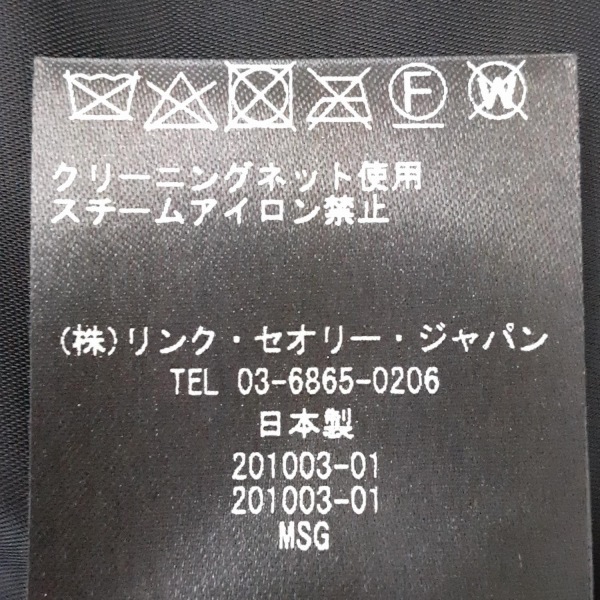 F W
クリーニングネット使用
スチームアイロン禁止
(株)リンク・セオリー・ジャパン
TEL 03-6865-0206
日本製
201003-01
201003-01
MSG